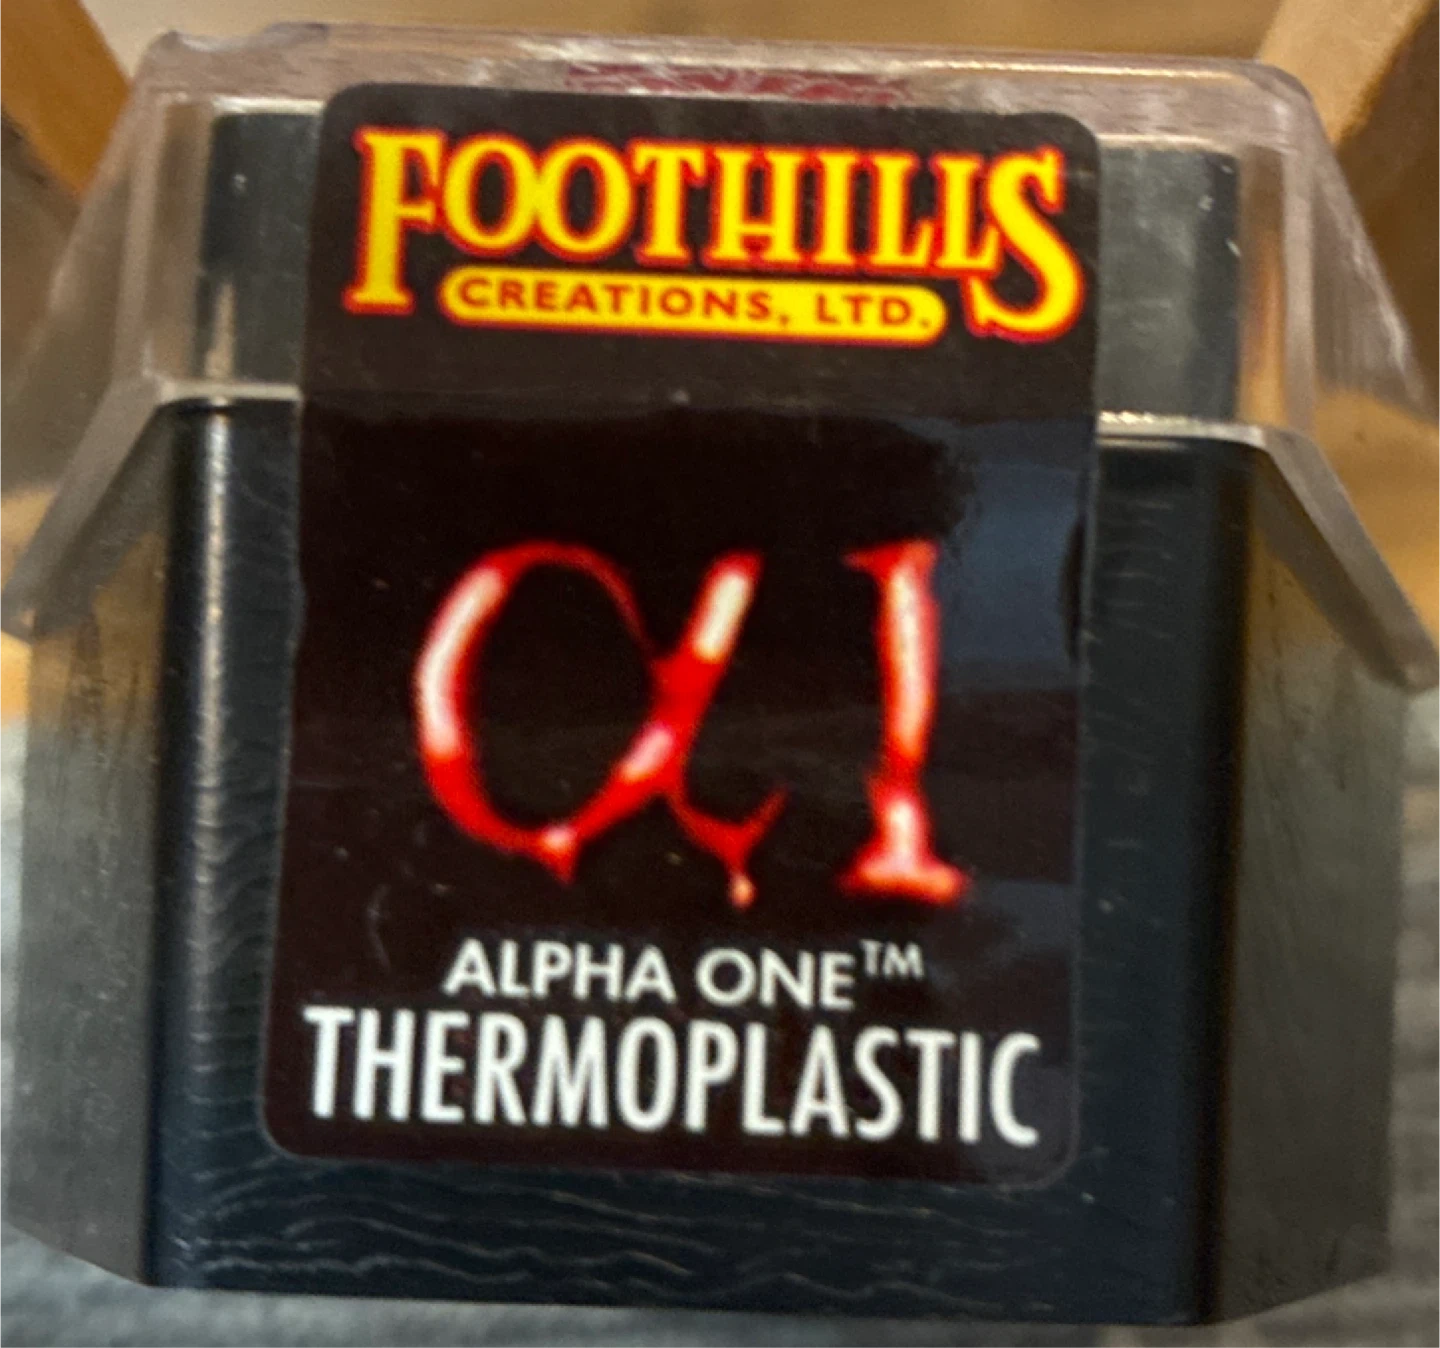 FOOTHILLS
CREATIONS, LTD.
α1
ALPHA ONE™
THERMOPLASTIC